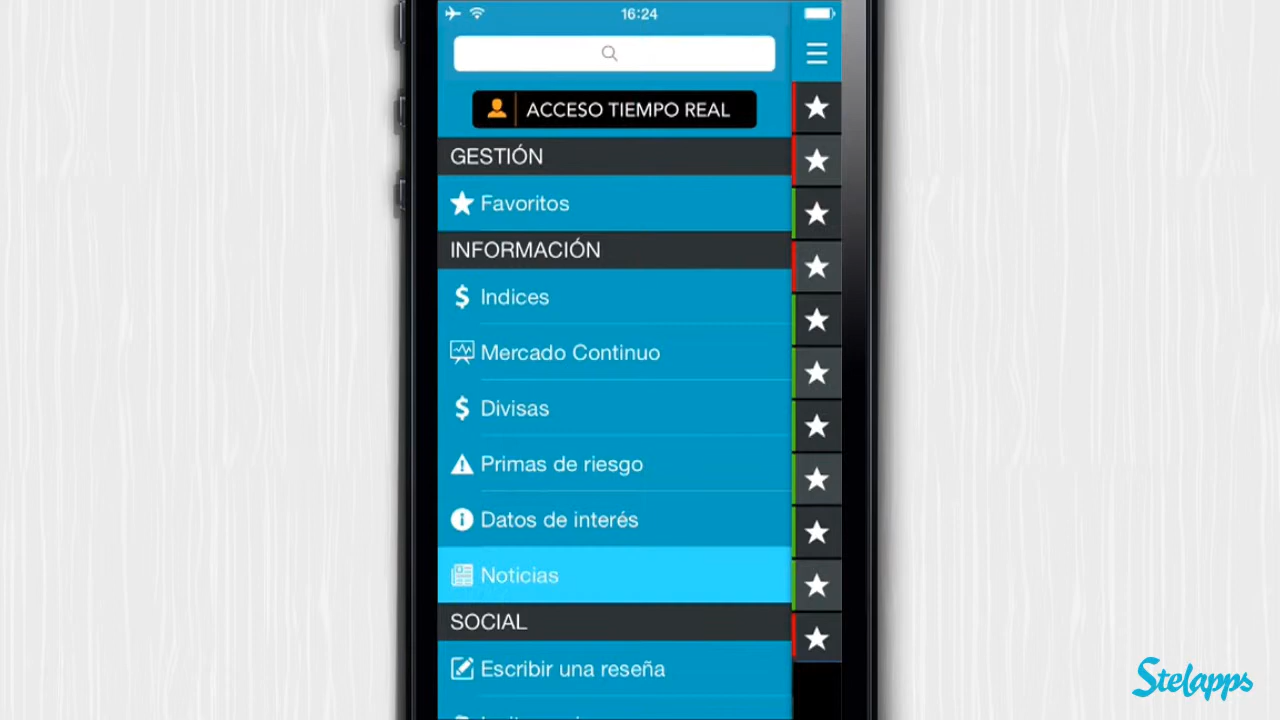 16:24
ACCESO TIEMPO REAL
GESTIÓN
Favoritos
INFORMACIÓN
Indices
Mercado Continuo
Divisas
Primas de riesgo
Datos de interés
Noticias
SOCIAL
Escribir una reseña
Stelapps